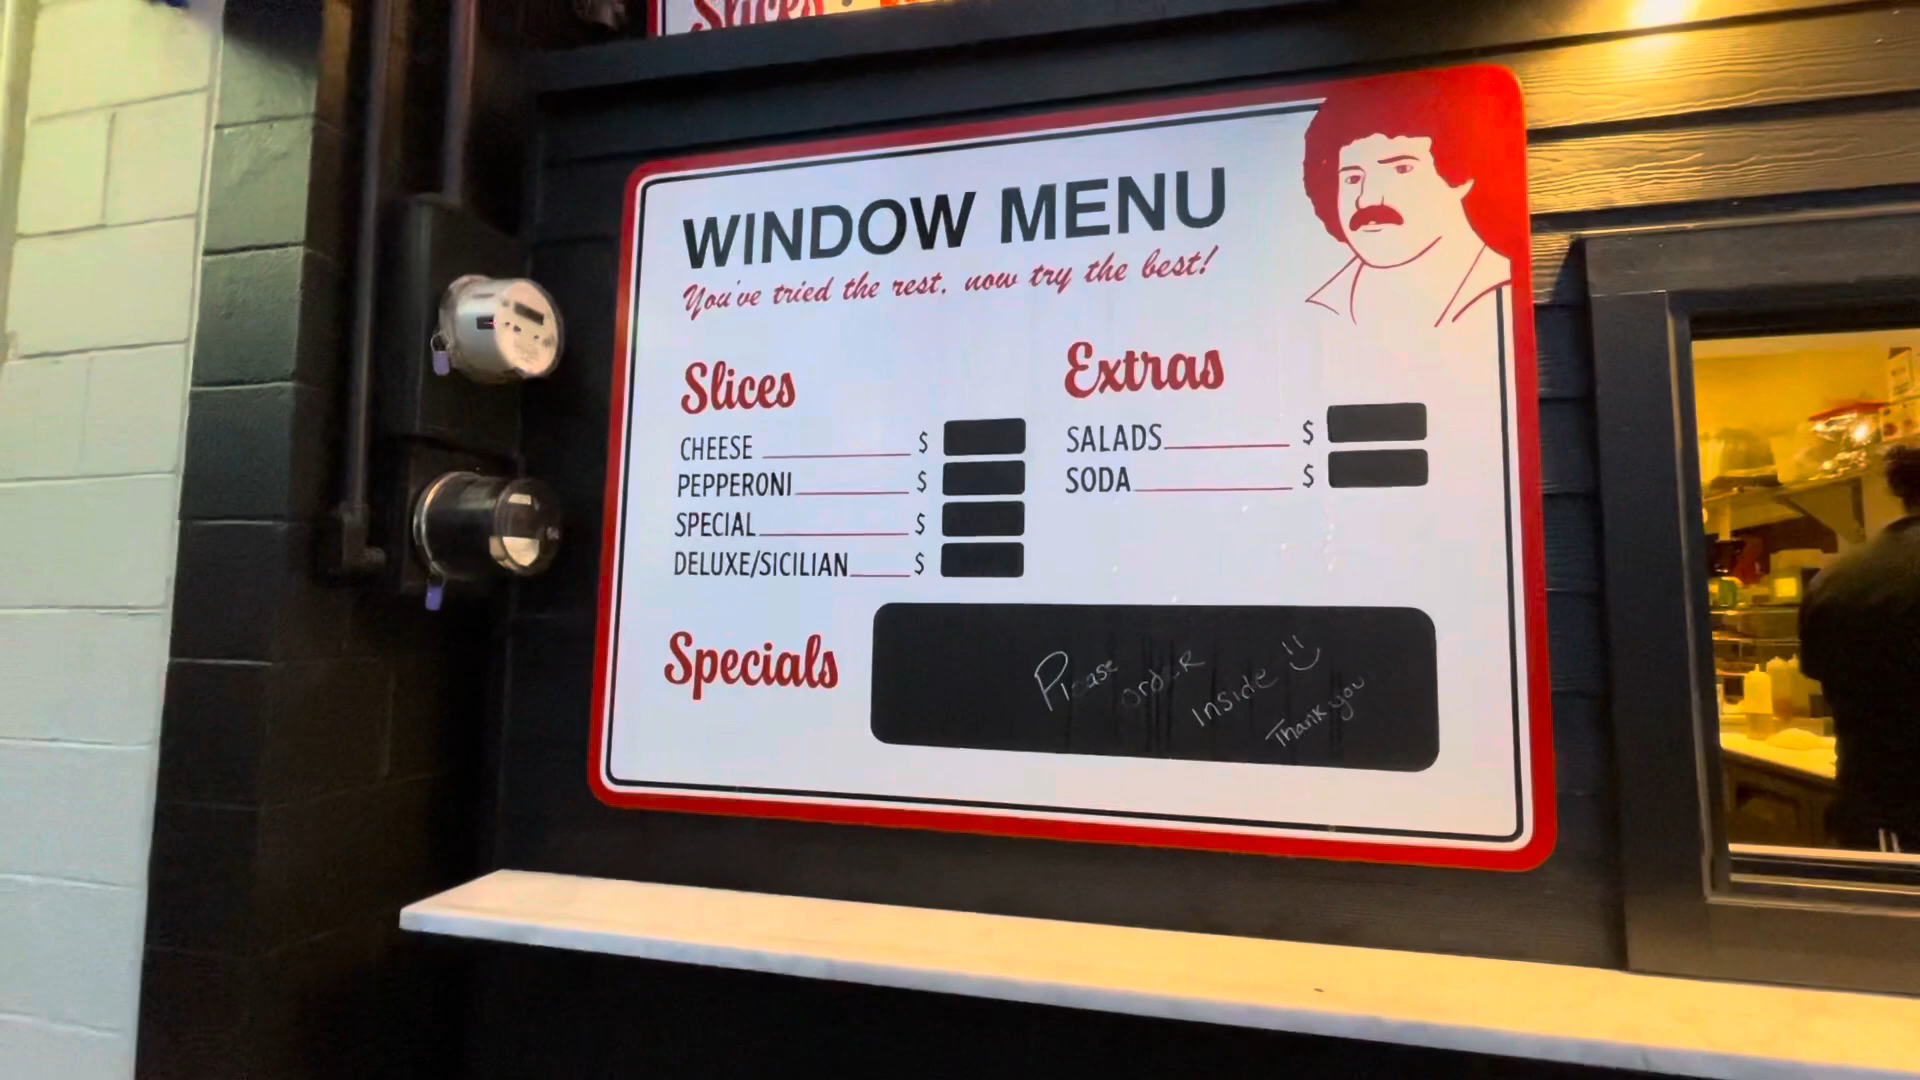 Slices
WINDOW MENU
You've tried the rest, now try the best!
Slices
CHEESE $
PEPPERONI $
SPECIAL $
DELUXE/SICILIAN $
Extras
SALADS $
SODA $
Specials
Please order Inside
Thank you